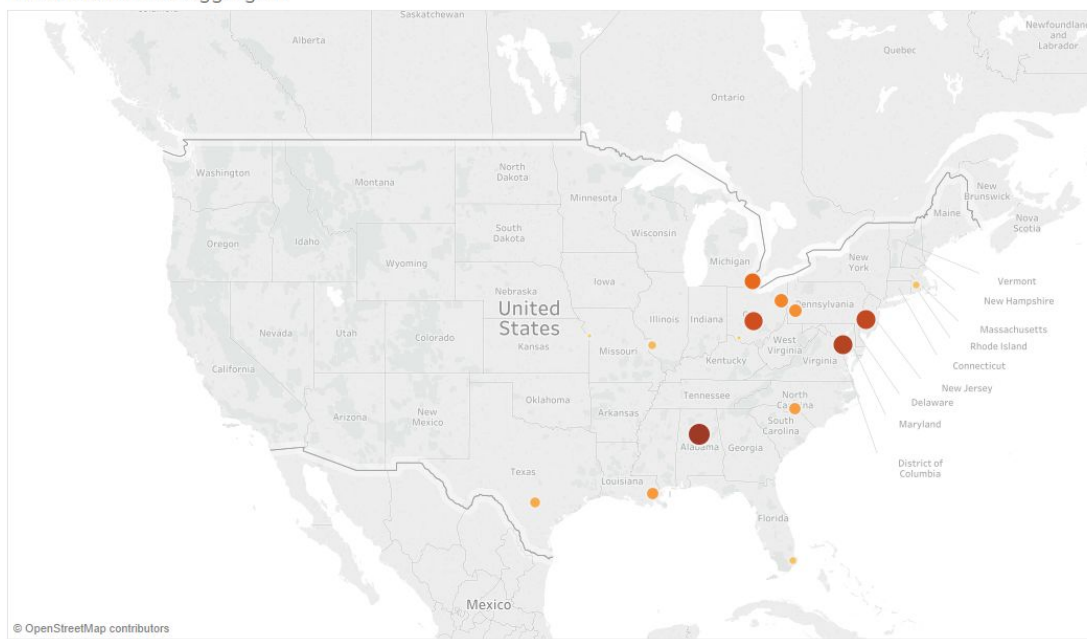 Saskatchewan
Newfoundland
and
Labrador
Alberta
Quebec
Ontario
Washington
Montana
North
Dakota
Minnesota
New
Brunswick
Maine
Nova
Scotia
Oregon
Idaho
South
Dakota
Wisconsin
Michigan
New
York
Wyoming
Vermont
Iowa
Nebraska
New Hampshire
Pennsylvania
United
States
Nevada
Utah
Colorado
Illinois
Indiana
Massachusetts
Rhode Island
Kansas
Missouri
West
Virginia
Virginia
Kentucky
Connecticut
California
New Jersey
Delaware
Tennessee
North
Carolina
Oklahoma
Arkansas
Arizona
New
Mexico
South
Carolina
Maryland
Alabama
Georgia
District of
Columbia
Texas
Louisiana
Florida
Mexico
© OpenStreetMap contributors